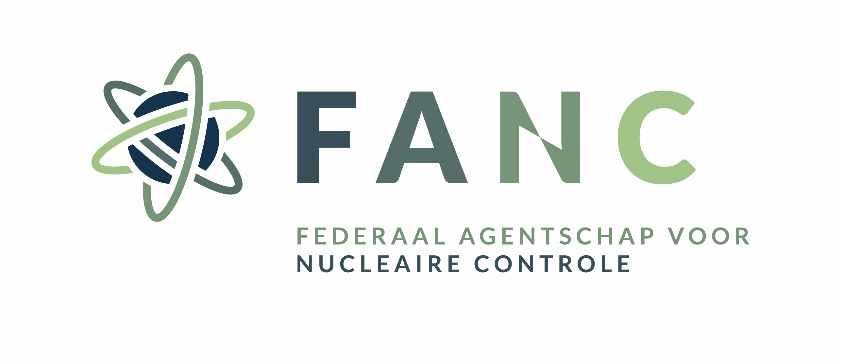 FANC
FEDERAAL AGENTSCHAP VOOR
NUCLEAIRE CONTROLE